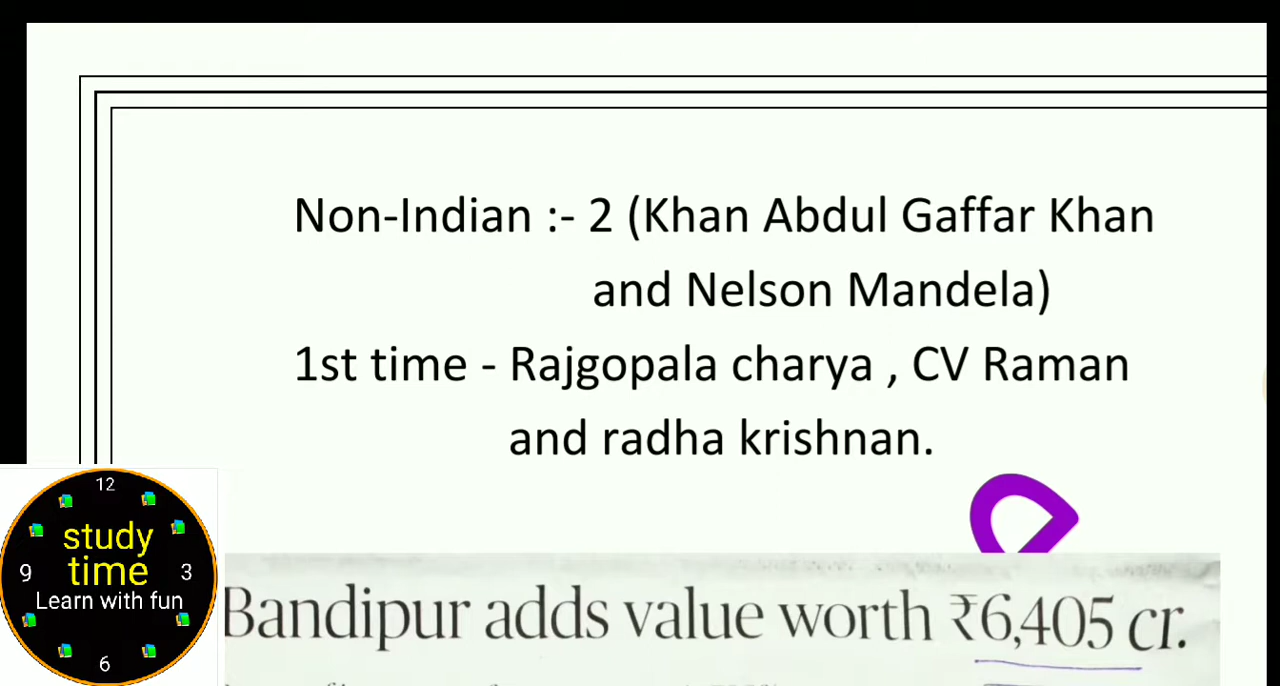 Non-Indian :- 2 (Khan Abdul Gaffar Khan
and Nelson Mandela)
1st time - Rajgopala charya , CV Raman
and radha krishnan.
12
study
time
9
3
Learn with fun
6
Bandipur adds value worth ₹6,405 cr.